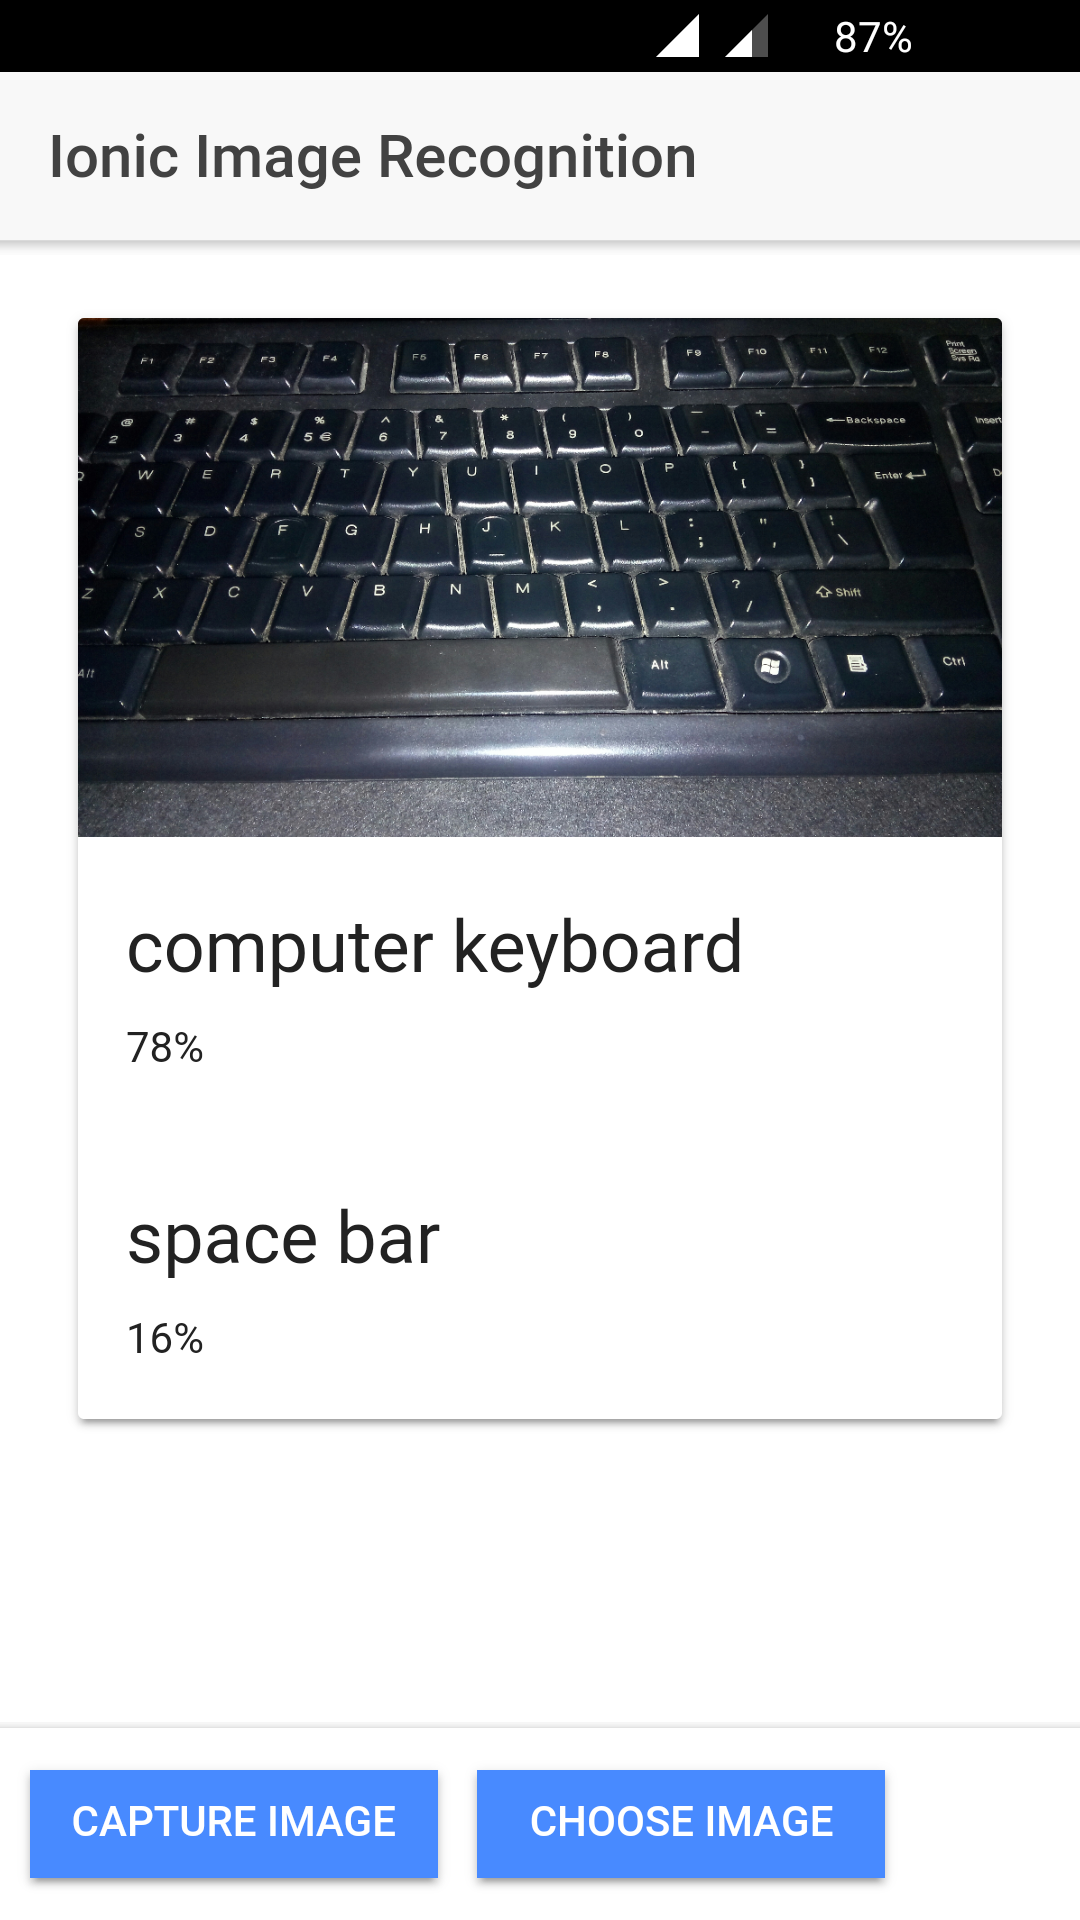 87%
Ionic Image Recognition
F1 F2 F3 F4 F5 F6 F7 F8 F9 F10 F11 F12 Print
Screen
Sys Rq
@ # $ % ^ & * ( ) — +
2 3 4 5 € 6 7 8 9 0 - = ←Backspace Insert
W E R T Y U I O P { } Enter
[ ]
S D F G H J K L : " ¦
; , \
Z X C V B N M < > ? Shift
, . /
Alt Alt Ctrl
computer keyboard
78%
space bar
16%
CAPTURE IMAGE CHOOSE IMAGE